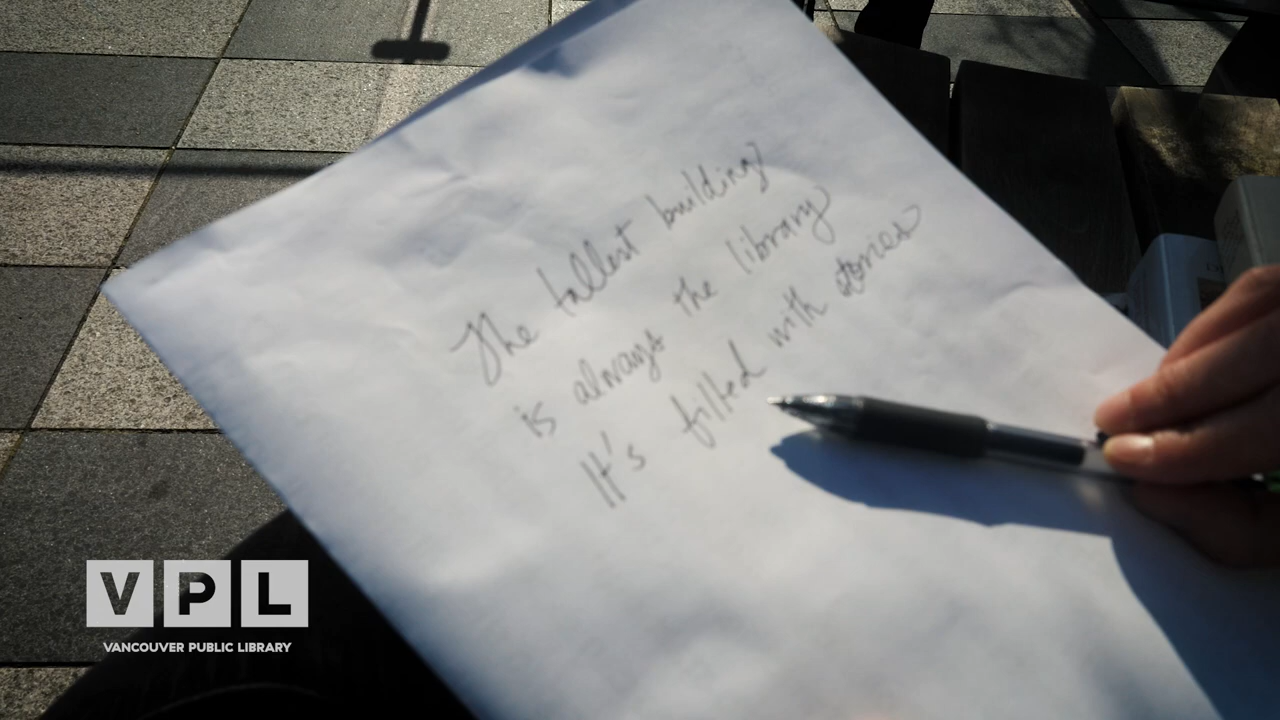 The tallest building
is always the library
It's filled with stories
VPL
VANCOUVER PUBLIC LIBRARY